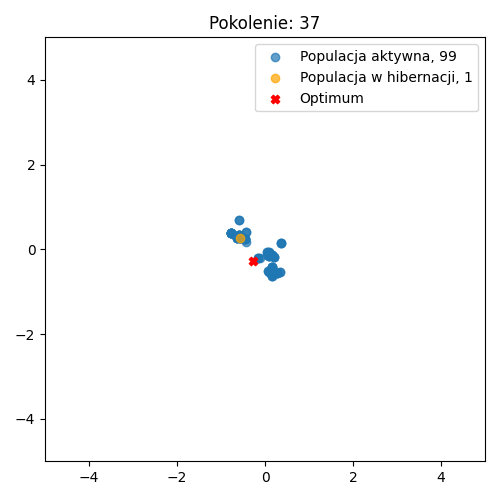 Pokolenie: 37
Populacja aktywna, 99
Populacja w hibernacji, 1
Optimum
4
2
0
−2
−4
−4
−2
0
2
4